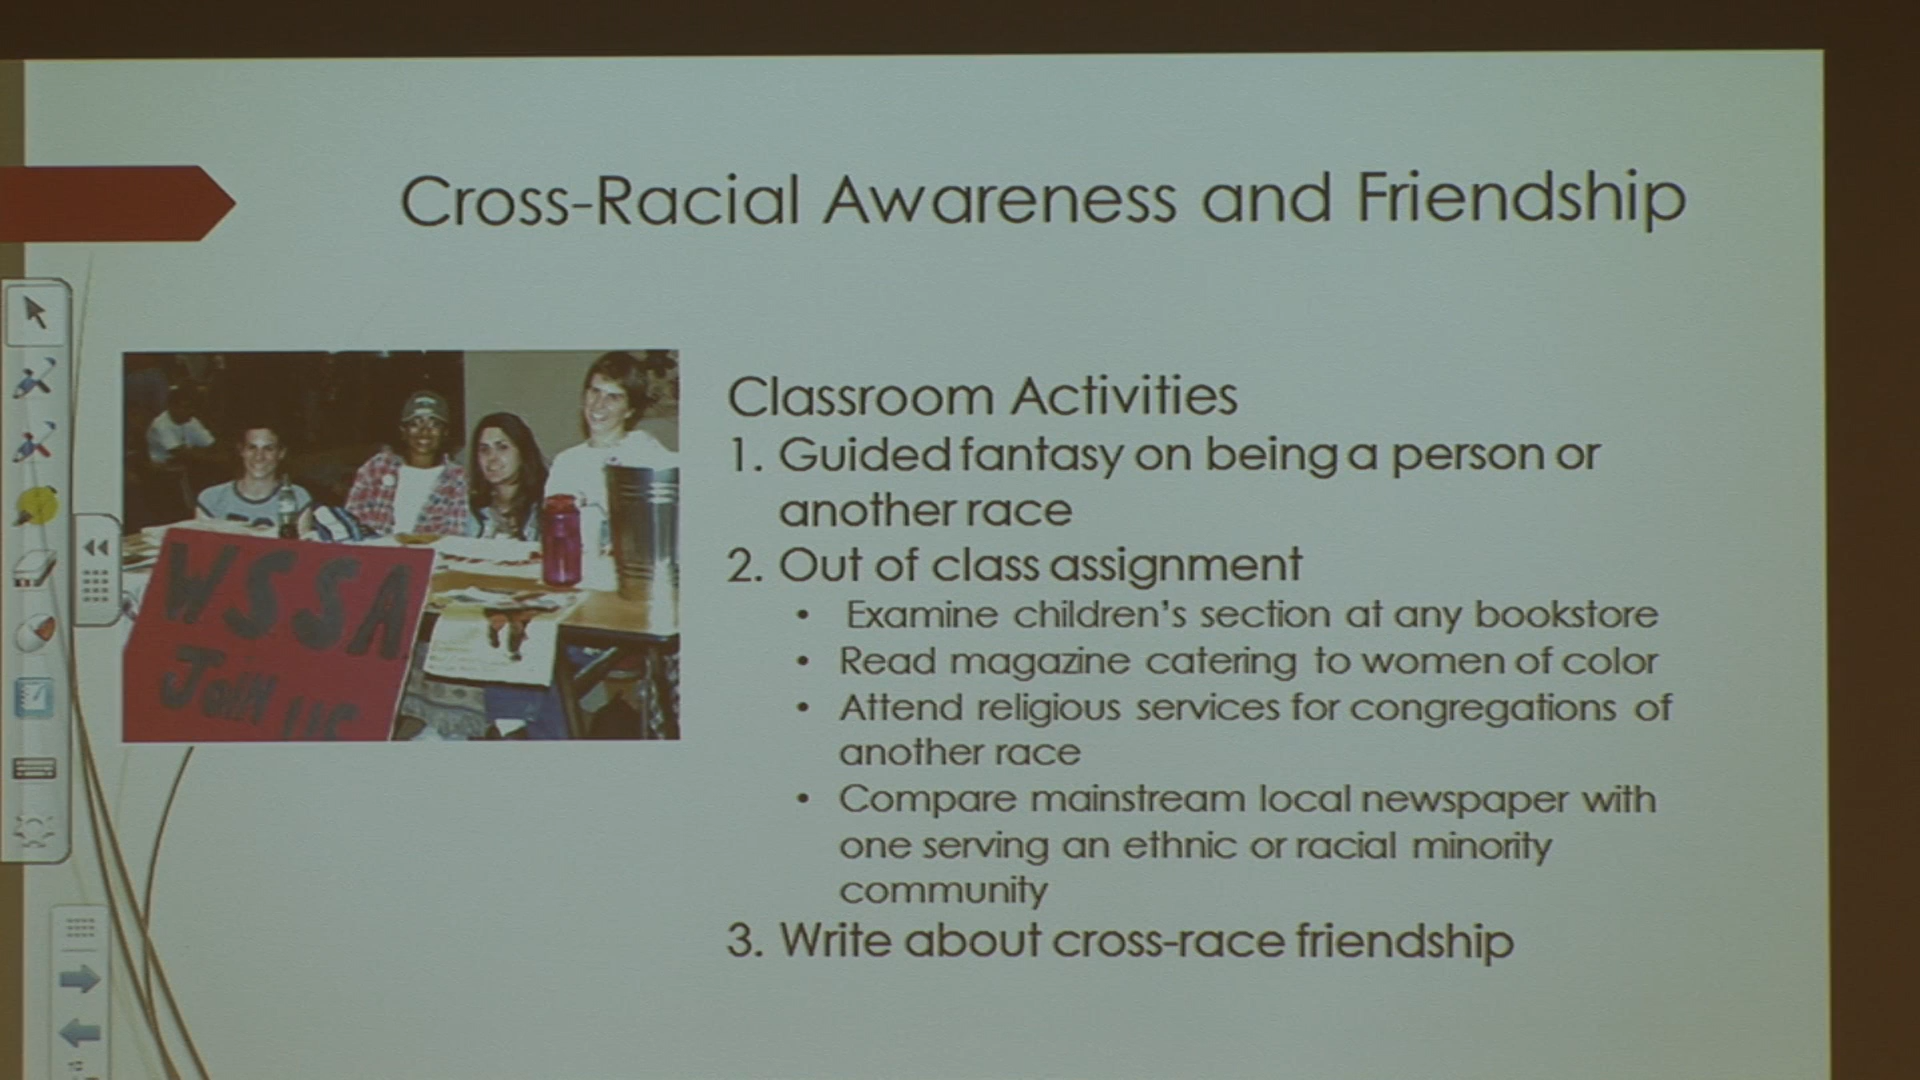 Cross-Racial Awareness and Friendship
Classroom Activities
1. Guided fantasy on being a person or
another race
2. Out of class assignment
• Examine children's section at any bookstore
• Read magazine catering to women of color
• Attend religious services for congregations of
another race
• Compare mainstream local newspaper with
one serving an ethnic or racial minority
community
3. Write about cross-race friendship
WSSA
Join us